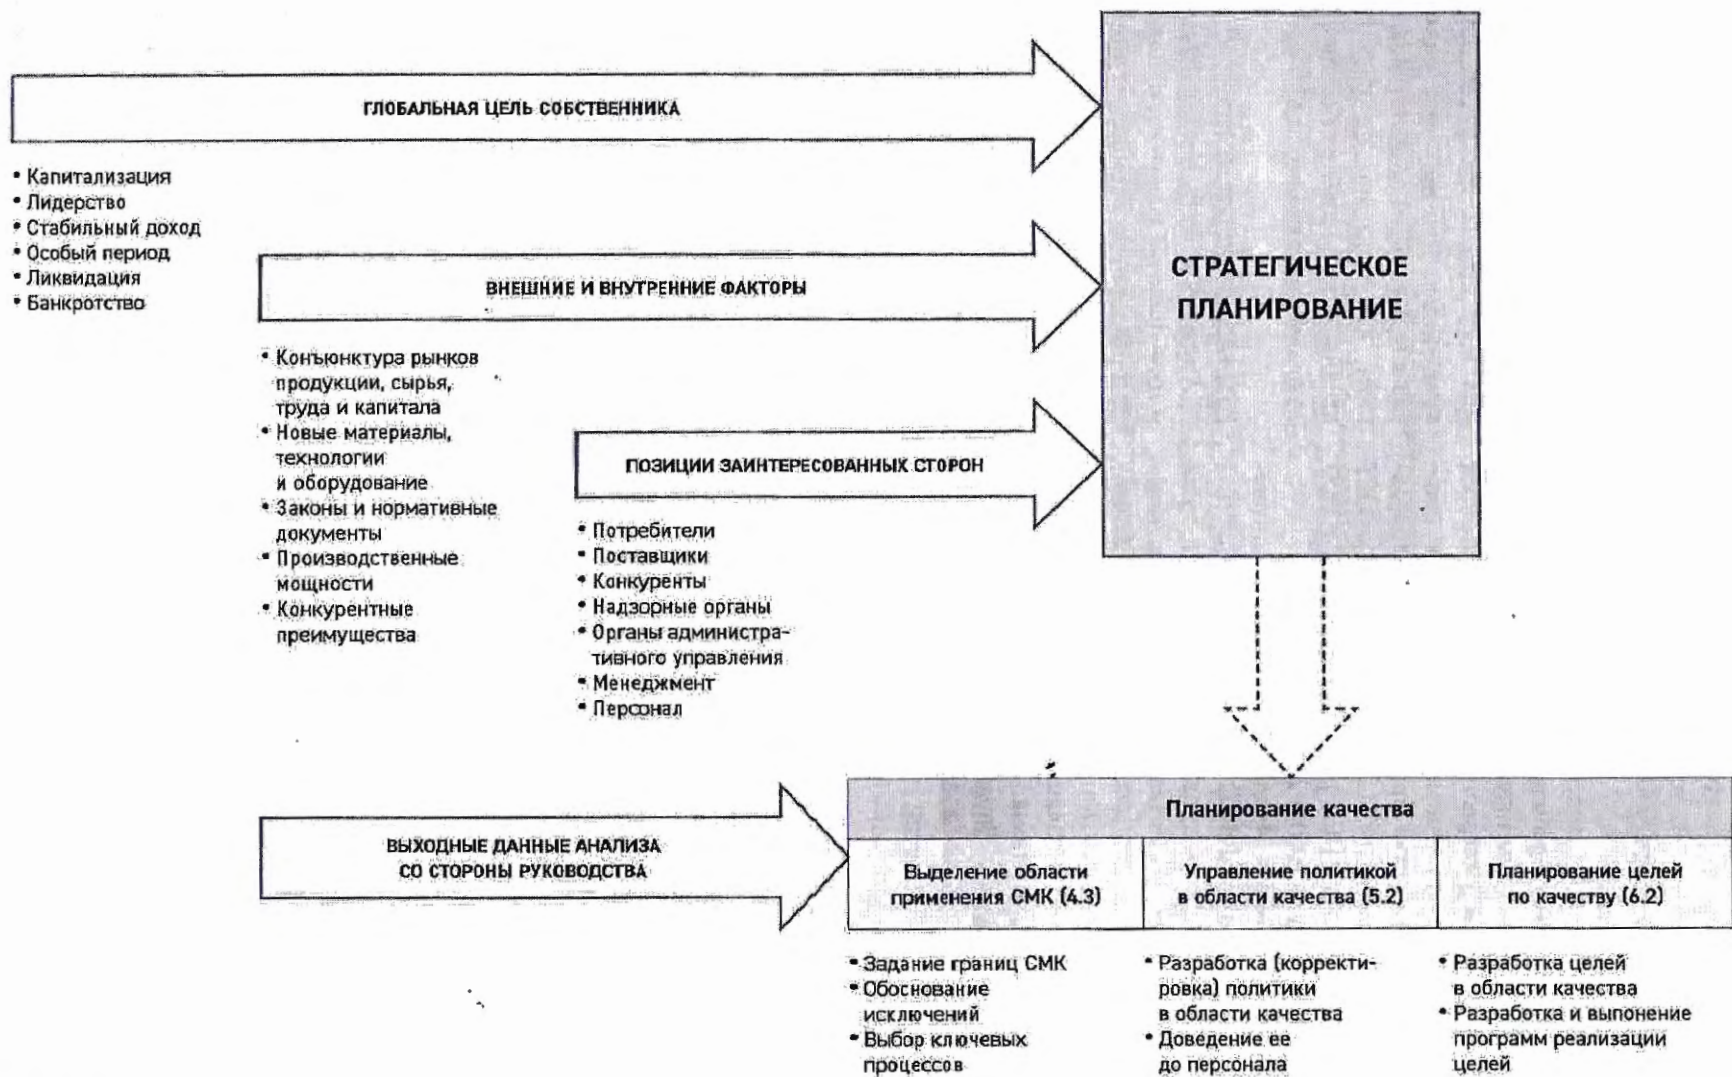 ГЛОБАЛЬНАЯ ЦЕЛЬ СОБСТВЕННИКА
• Капитализация
• Лидерство
• Стабильный доход
• Особый период
• Ликвидация
• Банкротство
ВНЕШНИЕ И ВНУТРЕННИЕ ФАКТОРЫ
• Конъюнктура рынков
продукции, сырья,
труда и капитала
• Новые материалы,
технологии
и оборудование
• Законы и нормативные
документы
• Производственные
мощности
• Конкурентные
преимущества
ПОЗИЦИИ ЗАИНТЕРЕСОВАННЫХ СТОРОН
• Потребители
• Поставщики
• Конкуренты
• Надзорные органы
• Органы администра-
тивного управления
• Менеджмент
• Персонал
СТРАТЕГИЧЕСКОЕ
ПЛАНИРОВАНИЕ
ВЫХОДНЫЕ ДАННЫЕ АНАЛИЗА
СО СТОРОНЫ РУКОВОДСТВА
Планирование качества
Выделение области
применения СМК (4.3)
Управление политикой
в области качества (5.2)
Планирование целей
по качеству (6.2)
• Задание границ СМК
• Обоснование
исключений
• Выбор ключевых
процессов
• Разработка (корректи-
ровка) политики
в области качества
• Доведение ее
до персонала
• Разработка целей
в области качества
• Разработка и выпонение
программ реализации
целей